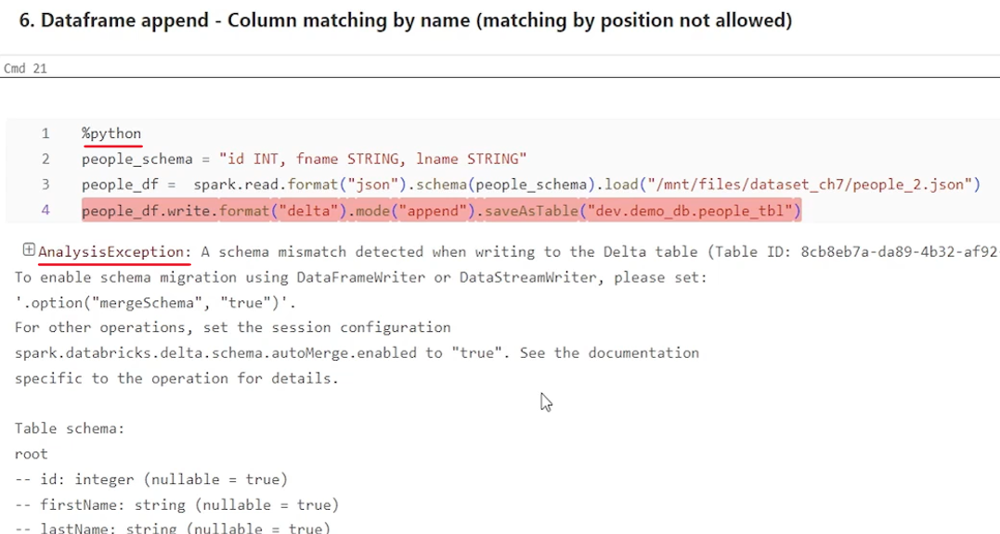 6. Dataframe append - Column matching by name (matching by position not allowed)
Cmd 21
1 %python
2 people_schema = "id INT, fname STRING, lname STRING"
3 people_df =  spark.read.format("json").schema(people_schema).load("/mnt/files/dataset_ch7/people_2.json")
4 people_df.write.format("delta").mode("append").saveAsTable("dev.demo_db.people_tbl")
AnalysisException: A schema mismatch detected when writing to the Delta table (Table ID: 8cb8eb7a-da89-4b32-af92
To enable schema migration using DataFrameWriter or DataStreamWriter, please set:
'.option("mergeSchema", "true")'.
For other operations, set the session configuration
spark.databricks.delta.schema.autoMerge.enabled to "true". See the documentation
specific to the operation for details.
Table schema:
root
-- id: integer (nullable = true)
-- firstName: string (nullable = true)
-- lastName: string (nullable = true)